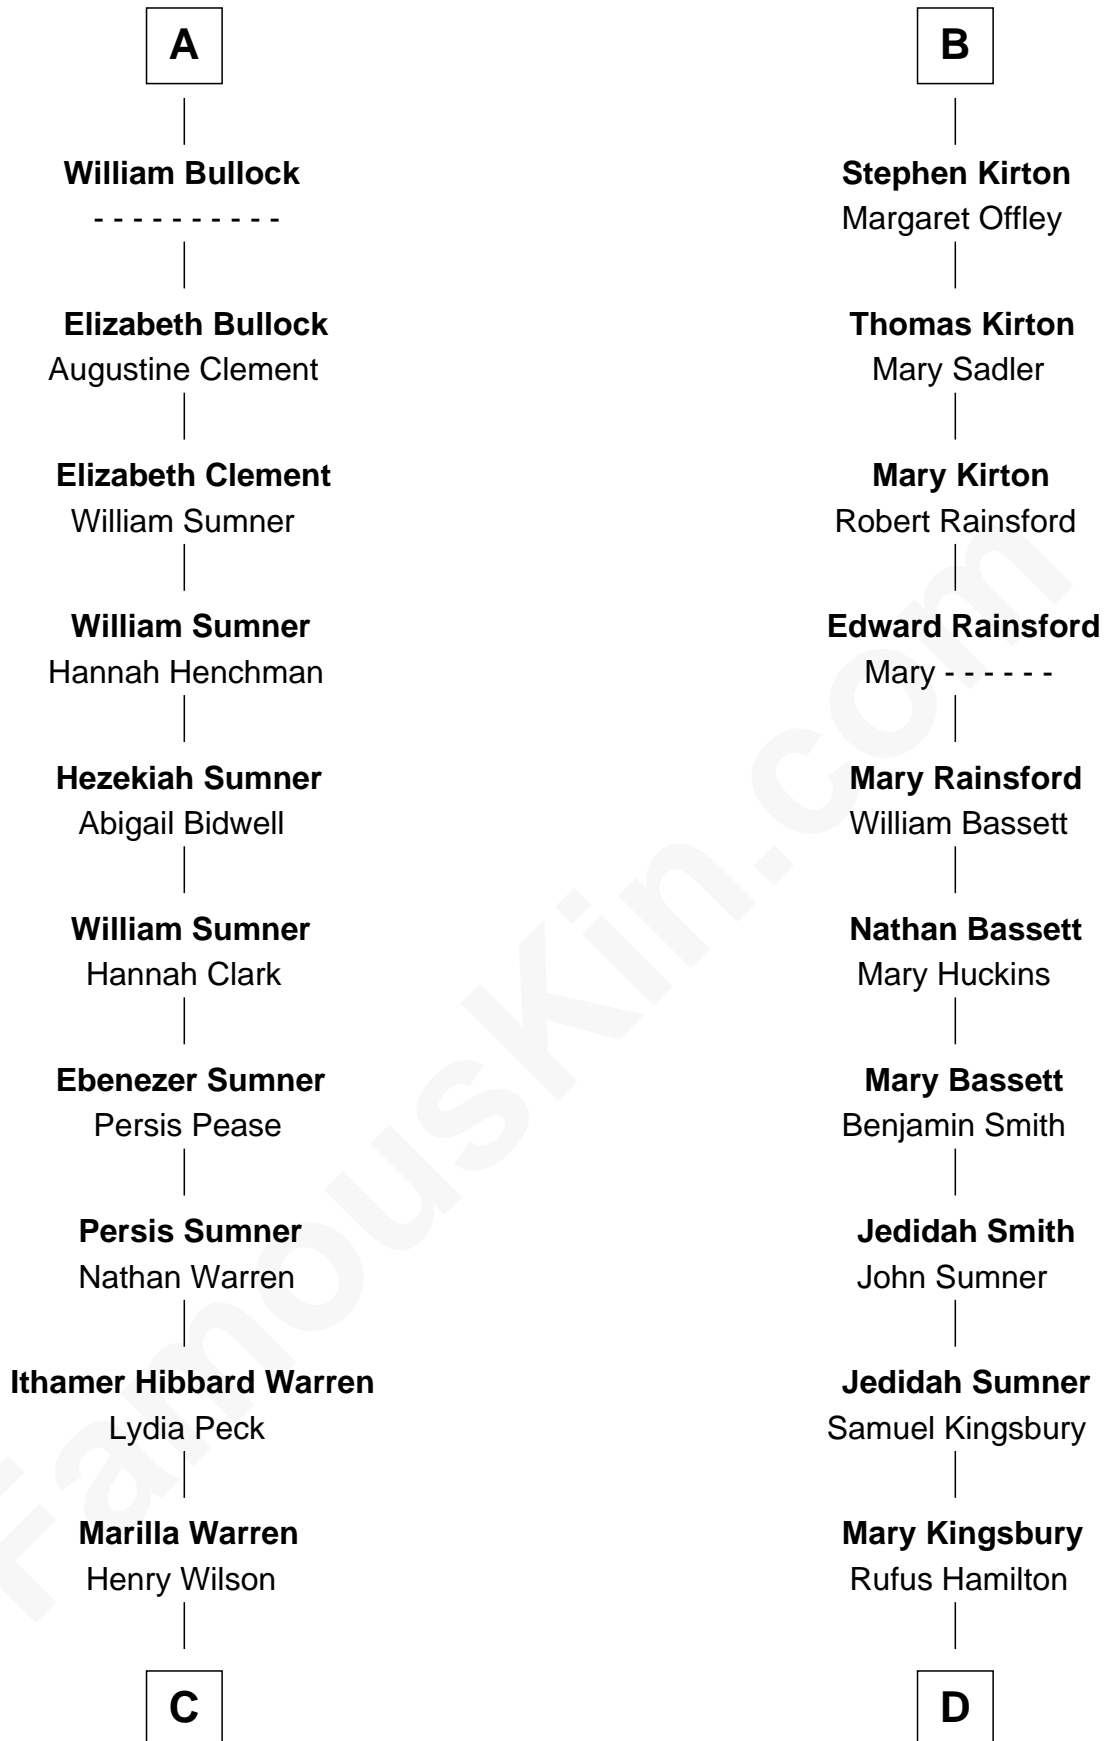 A
William Bullock
- - - - - - - - - -
Elizabeth Bullock
Augustine Clement
Elizabeth Clement
William Sumner
William Sumner
Hannah Henchman
Hezekiah Sumner
Abigail Bidwell
William Sumner
Hannah Clark
Ebenezer Sumner
Persis Pease
Persis Sumner
Nathan Warren
Ithamer Hibbard Warren
Lydia Peck
Marilla Warren
Henry Wilson
C
B
Stephen Kirton
Margaret Offley
Thomas Kirton
Mary Sadler
Mary Kirton
Robert Rainsford
Edward Rainsford
Mary - - - - - -
Mary Rainsford
William Bassett
Nathan Bassett
Mary Huckins
Mary Bassett
Benjamin Smith
Jedidah Smith
John Sumner
Jedidah Sumner
Samuel Kingsbury
Mary Kingsbury
Rufus Hamilton
D
FamousKin.com